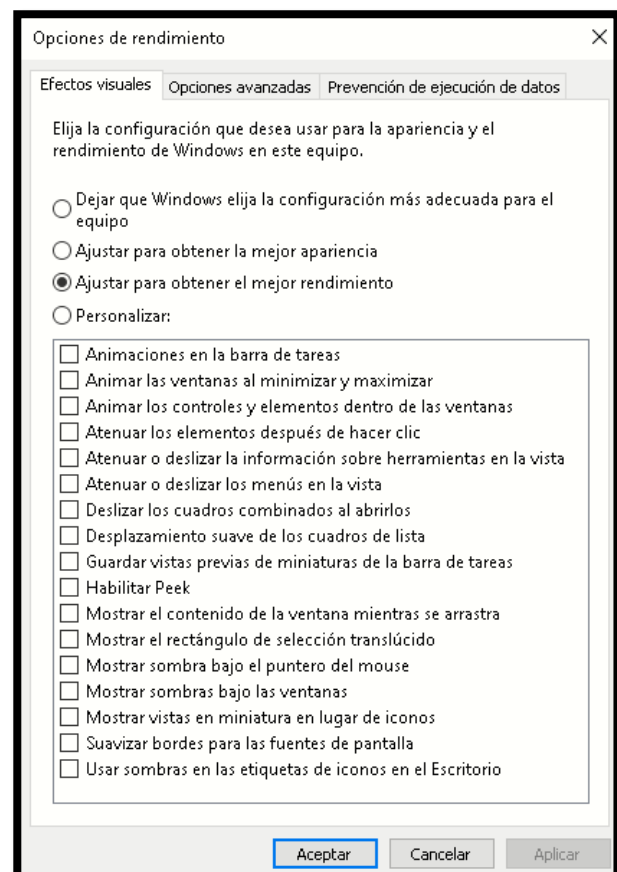 Opciones de rendimiento
Efectos visuales Opciones avanzadas Prevención de ejecución de datos
Elija la configuración que desea usar para la apariencia y el
rendimiento de Windows en este equipo.
Dejar que Windows elija la configuración más adecuada para el
equipo
Ajustar para obtener la mejor apariencia
Ajustar para obtener el mejor rendimiento
Personalizar:
Animaciones en la barra de tareas
Animar las ventanas al minimizar y maximizar
Animar los controles y elementos dentro de las ventanas
Atenuar los elementos después de hacer clic
Atenuar o deslizar la información sobre herramientas en la vista
Atenuar o deslizar los menús en la vista
Deslizar los cuadros combinados al abrirlos
Desplazamiento suave de los cuadros de lista
Guardar vistas previas de miniaturas de la barra de tareas
Habilitar Peek
Mostrar el contenido de la ventana mientras se arrastra
Mostrar el rectángulo de selección translúcido
Mostrar sombra bajo el puntero del mouse
Mostrar sombras bajo las ventanas
Mostrar vistas en miniatura en lugar de iconos
Suavizar bordes para las fuentes de pantalla
Usar sombras en las etiquetas de iconos en el Escritorio
Aceptar Cancelar Aplicar